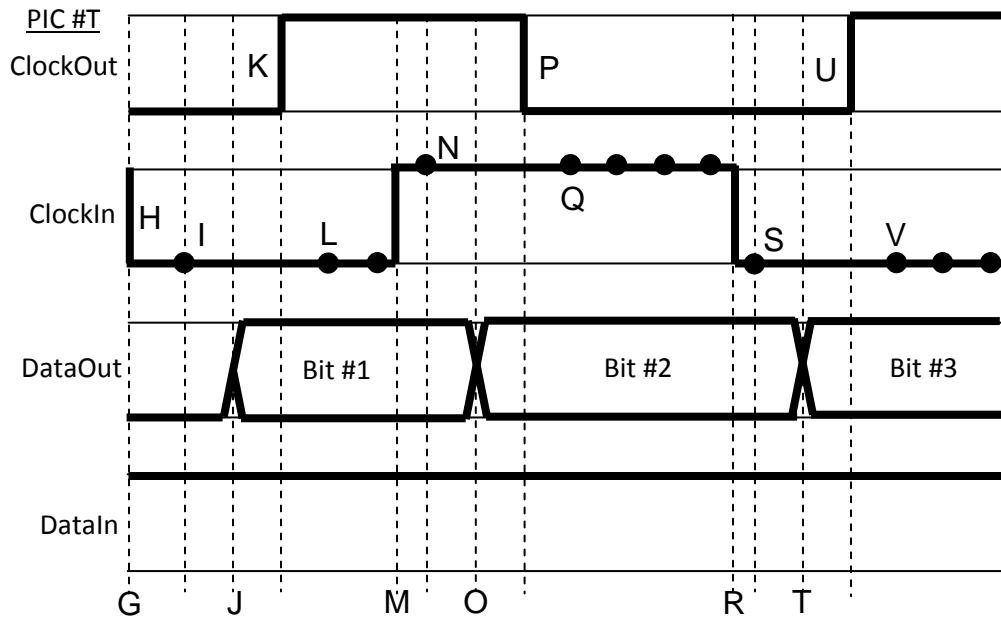 PIC #T
ClockOut
K
P
U
N
ClockIn
H
I
L
Q
S
V
DataOut
Bit #1
Bit #2
Bit #3
DataIn
G J M O R T